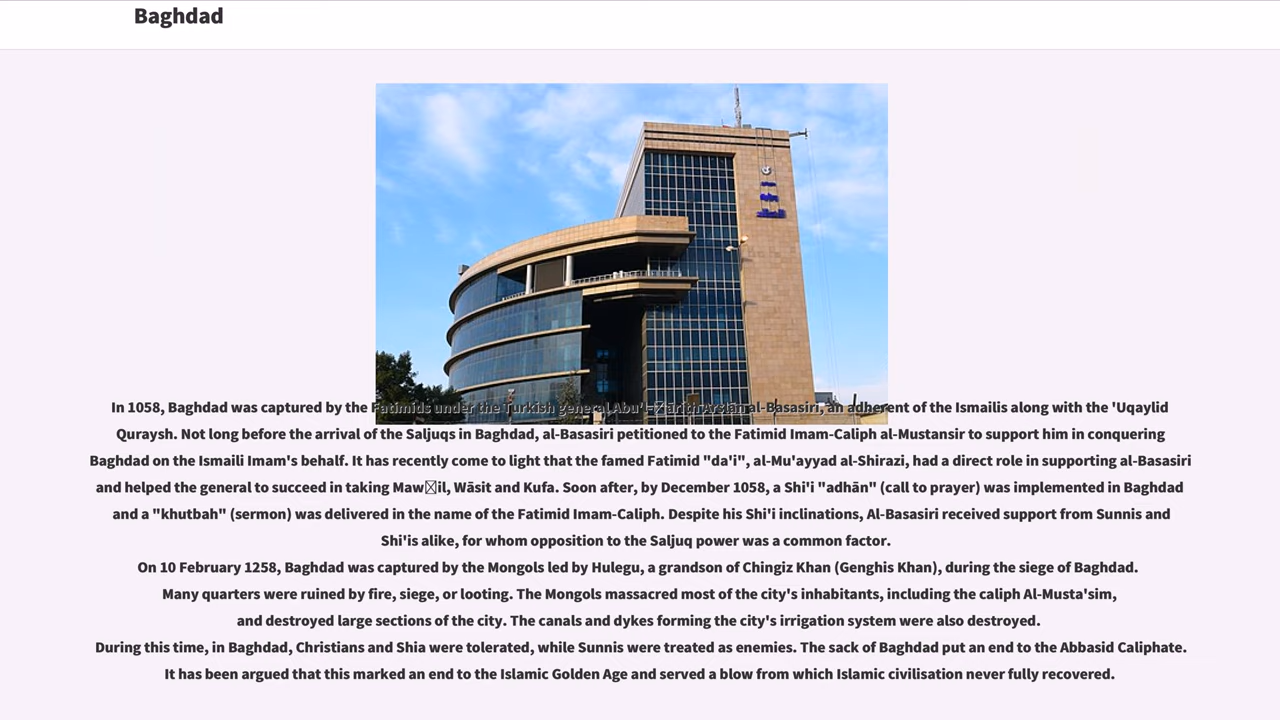 Baghdad
In 1058, Baghdad was captured by the Fatimids under the Turkish general Abu'l-Ḥārith Arslān al-Basasiri, an adherent of the Ismailis along with the 'Uqaylid
Quraysh. Not long before the arrival of the Saljuqs in Baghdad, al-Basasiri petitioned to the Fatimid Imam-Caliph al-Mustansir to support him in conquering
Baghdad on the Ismaili Imam's behalf. It has recently come to light that the famed Fatimid "da'i", al-Mu'ayyad al-Shirazi, had a direct role in supporting al-Basasiri
and helped the general to succeed in taking Maw□il, Wāsit and Kufa. Soon after, by December 1058, a Shi'i "adhān" (call to prayer) was implemented in Baghdad
and a "khutbah" (sermon) was delivered in the name of the Fatimid Imam-Caliph. Despite his Shi'i inclinations, Al-Basasiri received support from Sunnis and
Shi'is alike, for whom opposition to the Saljuq power was a common factor.
On 10 February 1258, Baghdad was captured by the Mongols led by Hulegu, a grandson of Chingiz Khan (Genghis Khan), during the siege of Baghdad.
Many quarters were ruined by fire, siege, or looting. The Mongols massacred most of the city's inhabitants, including the caliph Al-Musta'sim,
and destroyed large sections of the city. The canals and dykes forming the city's irrigation system were also destroyed.
During this time, in Baghdad, Christians and Shia were tolerated, while Sunnis were treated as enemies. The sack of Baghdad put an end to the Abbasid Caliphate.
It has been argued that this marked an end to the Islamic Golden Age and served a blow from which Islamic civilisation never fully recovered.